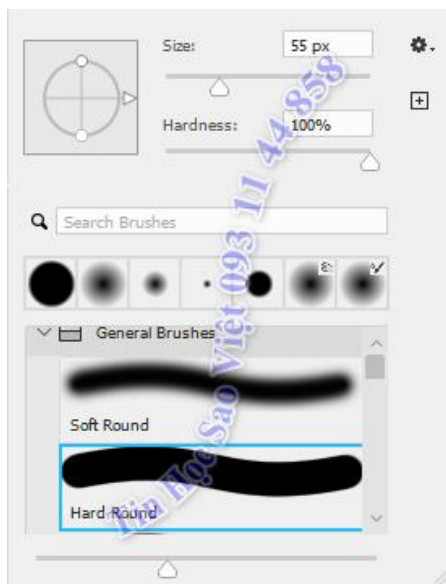 Size:
55 px
Hardness:
100%
Search Brushes
General Brushes
Soft Round
Hard Round
Tin Học Sao Việt 093 11 44 858